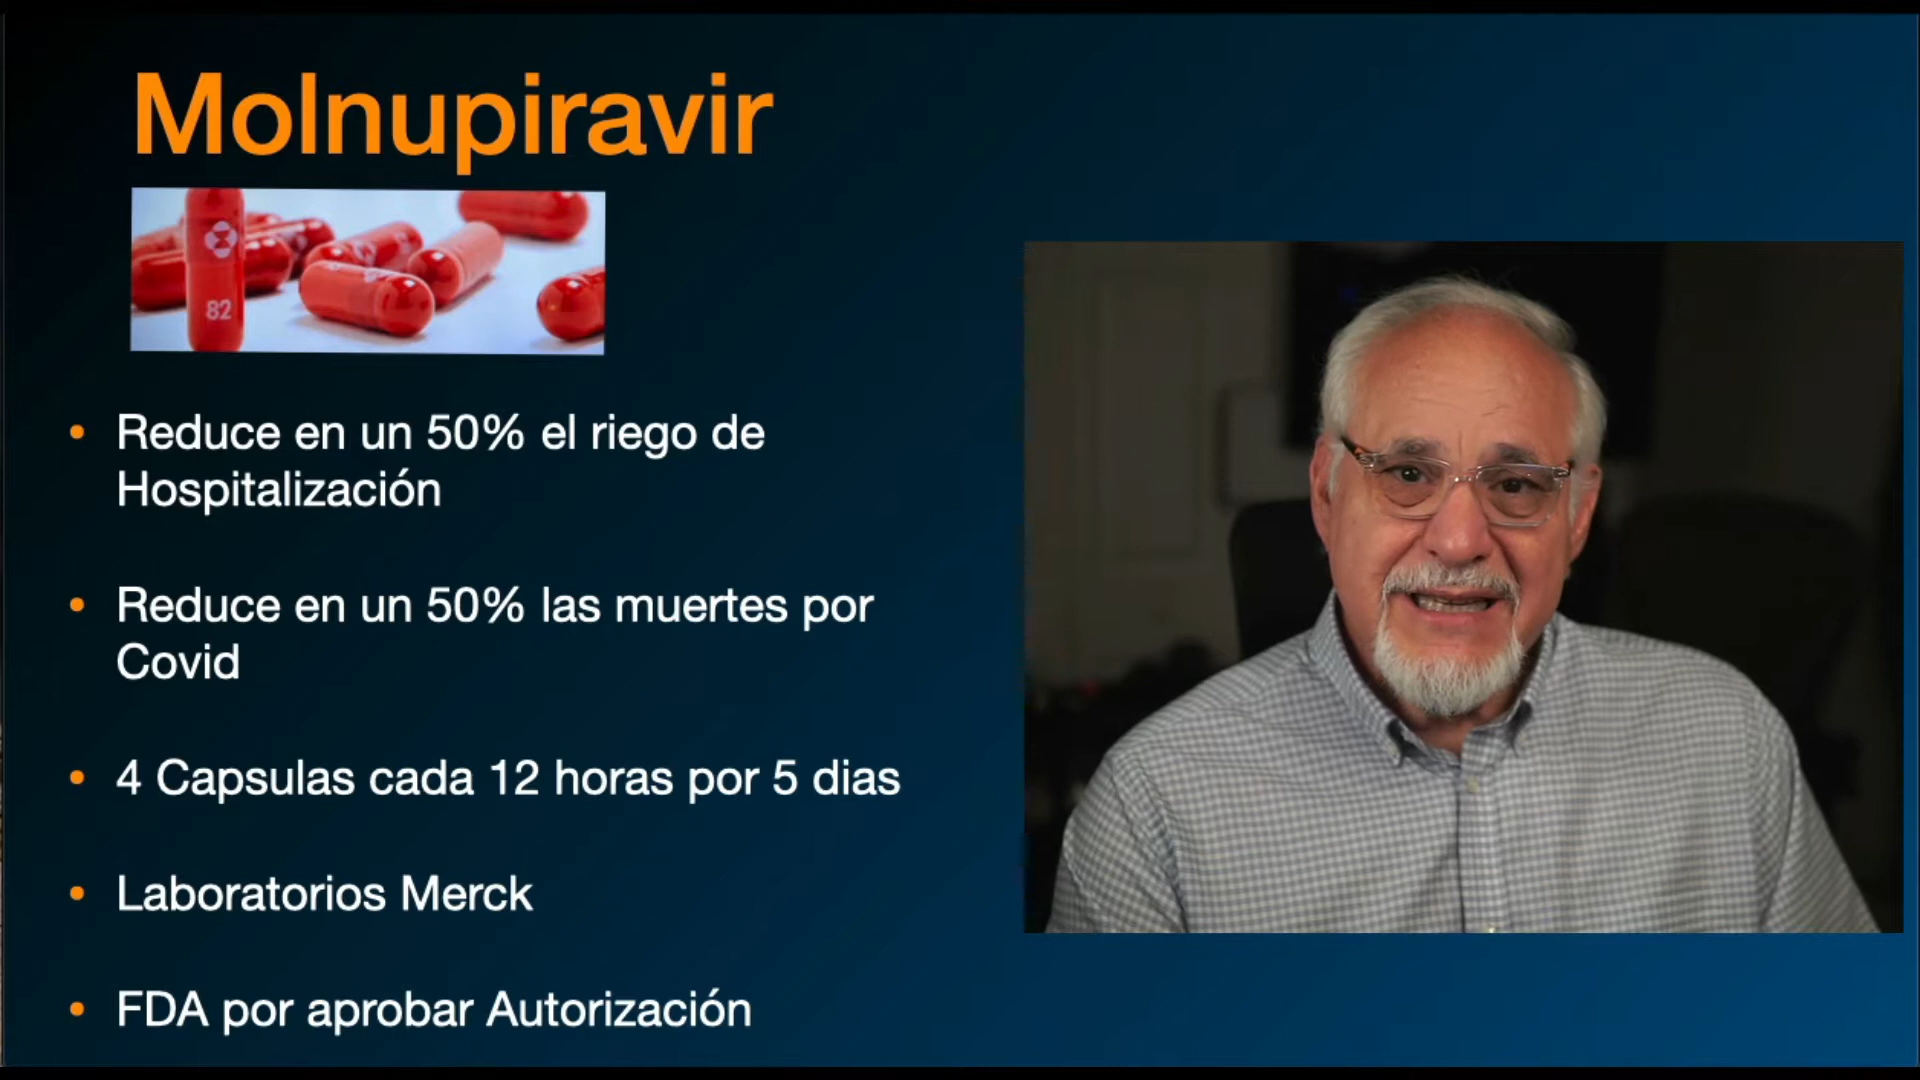 Molnupiravir
82
• Reduce en un 50% el riego de
Hospitalización
• Reduce en un 50% las muertes por
Covid
• 4 Capsulas cada 12 horas por 5 dias
• Laboratorios Merck
• FDA por aprobar Autorización